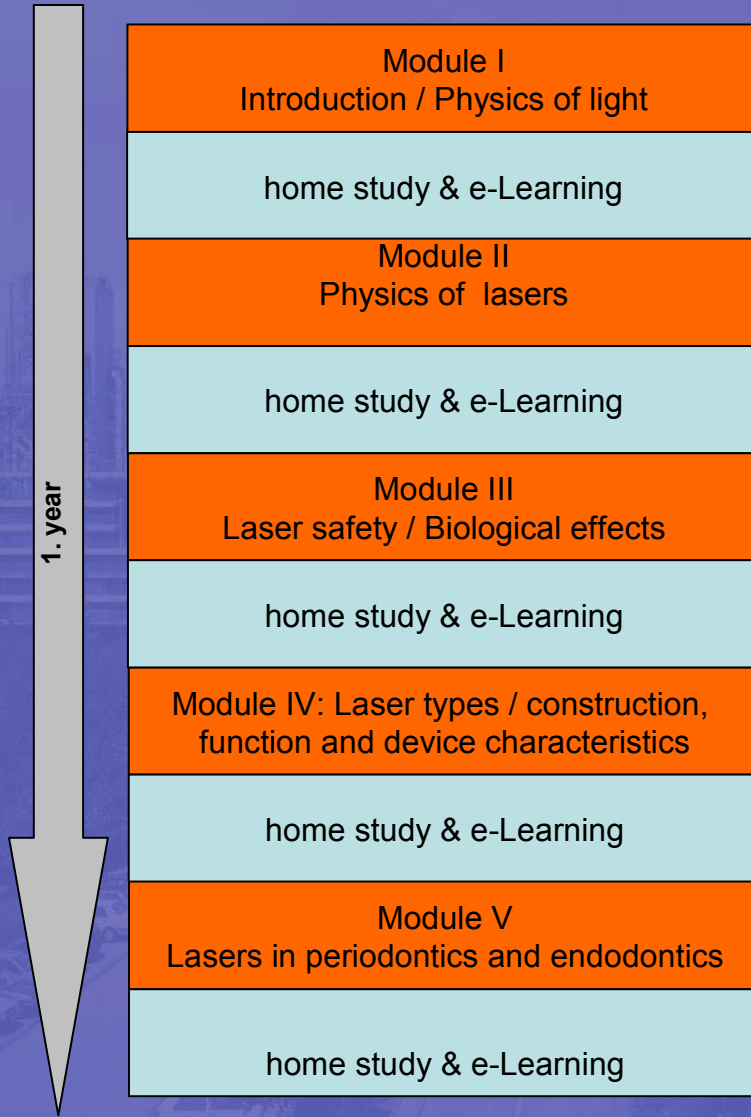 1. year
Module I
Introduction / Physics of light
home study & e-Learning
Module II
Physics of lasers
home study & e-Learning
Module III
Laser safety / Biological effects
home study & e-Learning
Module IV: Laser types / construction,
function and device characteristics
home study & e-Learning
Module V
Lasers in periodontics and endodontics
home study & e-Learning